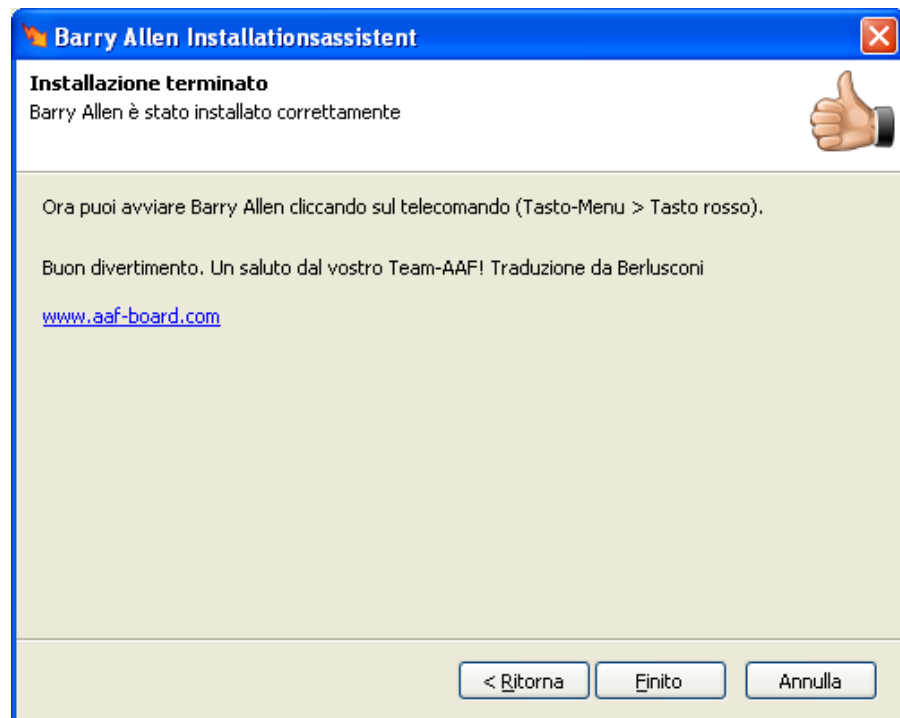 Barry Allen Installationsassistent
Installazione terminato
Barry Allen è stato installato correttamente
Ora puoi avviare Barry Allen cliccando sul telecomando (Tasto-Menu > Tasto rosso).
Buon divertimento. Un saluto dal vostro Team-AAF! Traduzione da Berlusconi
www.aaf-board.com
< Ritorna Finito Annulla